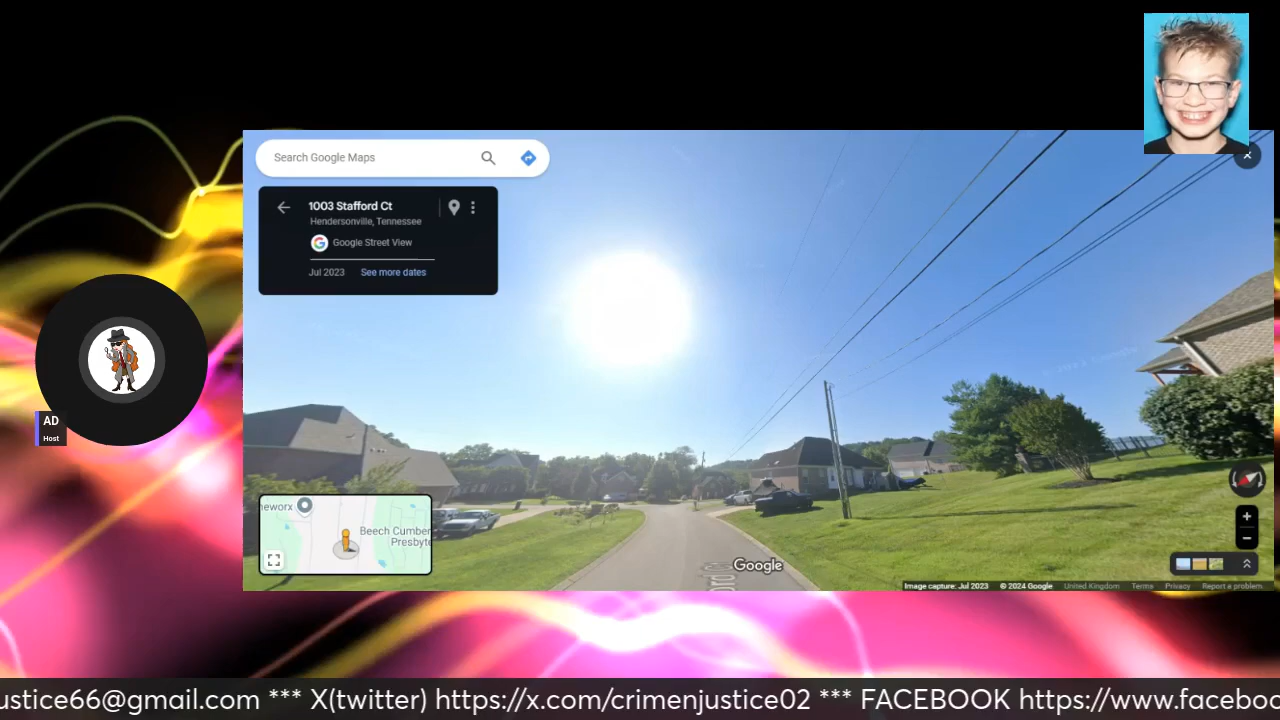 Search Google Maps
1003 Stafford Ct
Hendersonville, Tennessee
Google Street View
Jul 2023 See more dates
AD
Host
neworx
Beech Cumber
Presbyte
Google
Image capture: Jul 2023 © 2024 Google United Kingdom Terms Privacy Report a problem
ustice66@gmail.com *** X(twitter) https://x.com/crimenjustice02 *** FACEBOOK https://www.faceboo